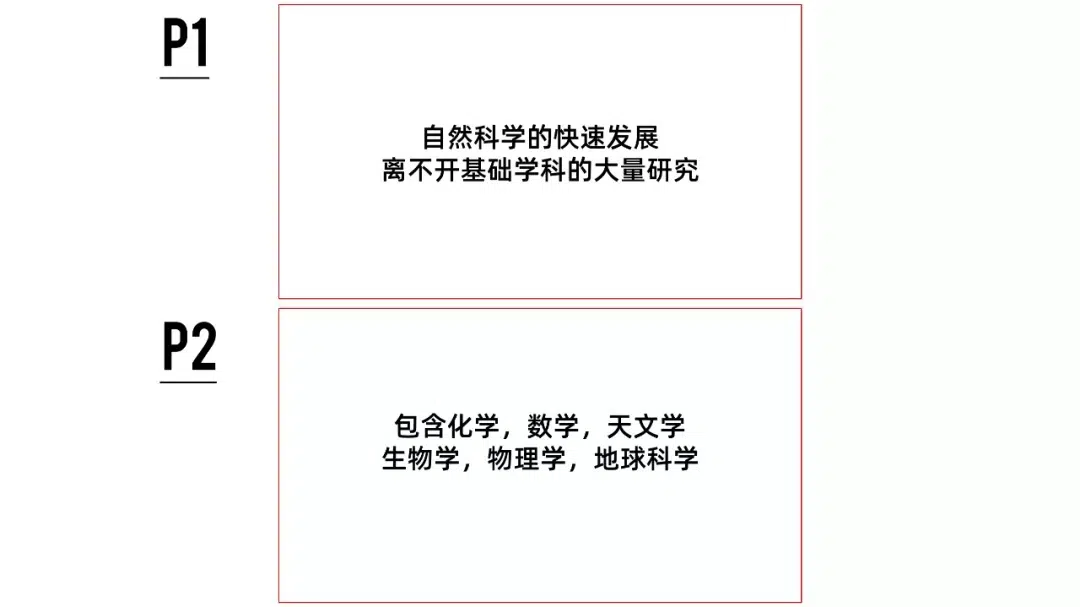 P1
自然科学的快速发展
离不开基础学科的大量研究
P2
包含化学，数学，天文学
生物学，物理学，地球科学